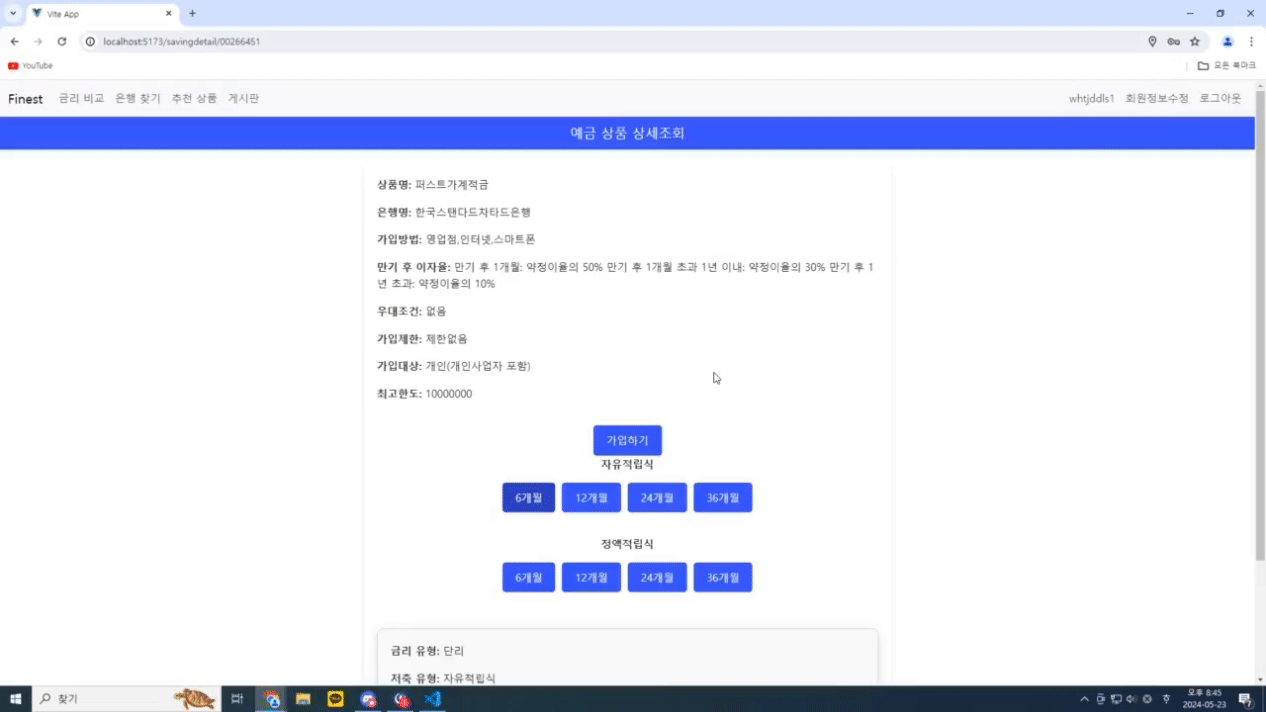 Vite App
localhost:5173/savingdetail/00266451
YouTube
모든 북마크
Finest 금리 비교 은행 찾기 추천 상품 게시판 whtjddls1 회원정보수정 로그아웃
예금 상품 상세조회
상품명: 퍼스트가계적금
은행명: 한국스탠다드차타드은행
가입방법: 영업점,인터넷,스마트폰
만기 후 이자율: 만기 후 1개월: 약정이율의 50% 만기 후 1개월 초과 1년 이내: 약정이율의 30% 만기 후 1
년 초과: 약정이율의 10%
우대조건: 없음
가입제한: 제한없음
가입대상: 개인(개인사업자 포함)
최고한도: 10000000
가입하기
자유적립식
6개월 12개월 24개월 36개월
정액적립식
6개월 12개월 24개월 36개월
금리 유형: 단리
저축 유형: 자유적립식
찾기
오후 8:45
2024-05-23